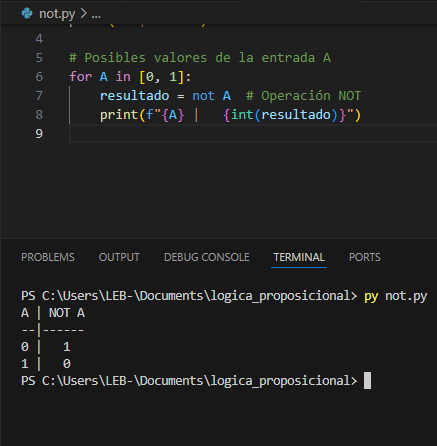 not.py > ...
4
5 # Posibles valores de la entrada A
6 for A in [0, 1]:
7 resultado = not A # Operación NOT
8 print(f"{A} |   {int(resultado)}")
9
PROBLEMS OUTPUT DEBUG CONSOLE TERMINAL PORTS
PS C:\Users\LEB-\Documents\logica_proposicional> py not.py
A | NOT A
--|------
0 |   1
1 |   0
PS C:\Users\LEB-\Documents\logica_proposicional>